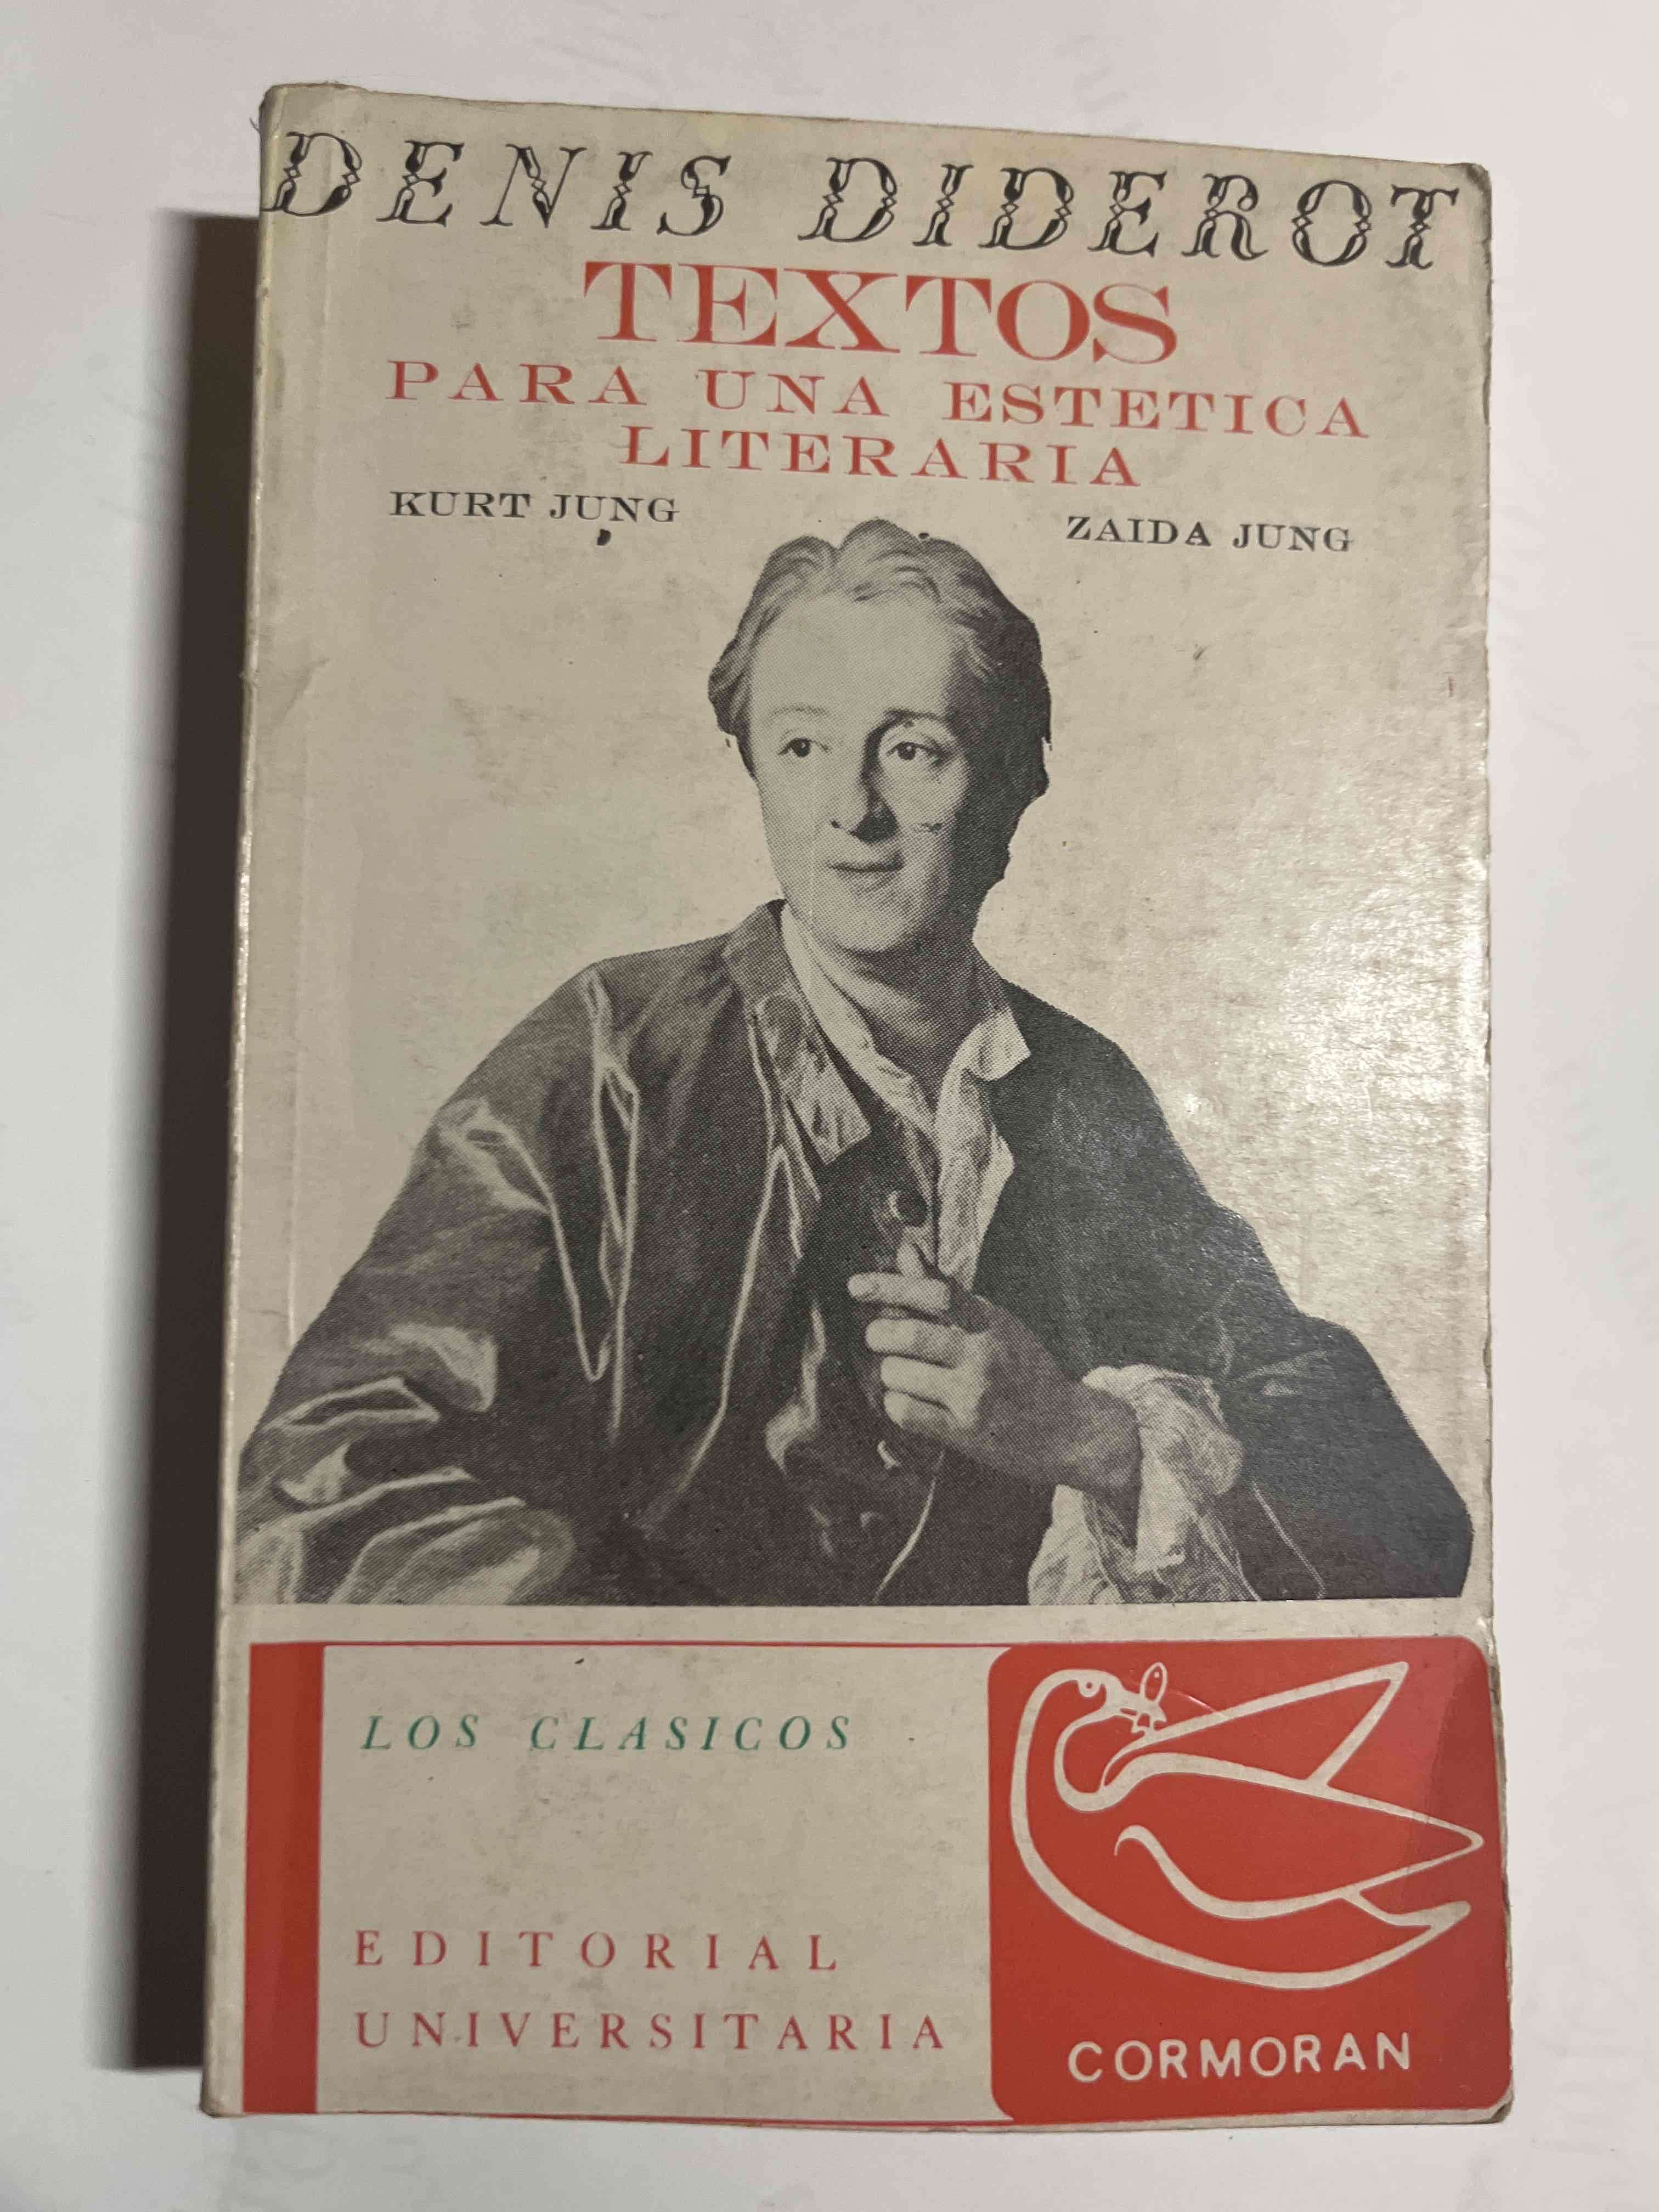 DENIS DIDEROT
TEXTOS
PARA UNA ESTETICA
LITERARIA
KURT JUNG ZAIDA JUNG
LOS CLASICOS
EDITORIAL
UNIVERSITARIA
CORMORAN